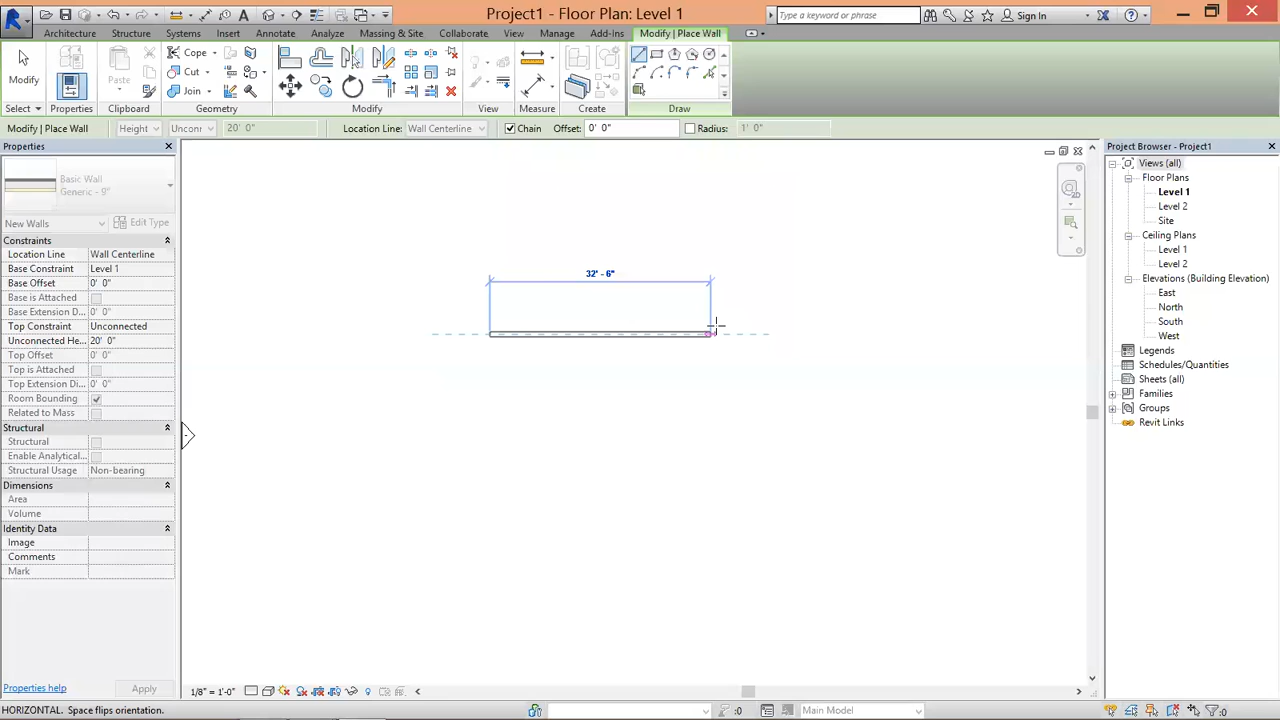 Project1 - Floor Plan: Level 1
Type a keyword or phrase
Sign In
Architecture Structure Systems Insert Annotate Analyze Massing & Site Collaborate View Manage Add-Ins Modify | Place Wall
Modify Paste Cope Cut Join
Select Properties Clipboard Geometry Modify View Measure Create Draw
Modify | Place Wall Height Unconr 20' 0" Location Line: Wall Centerline Chain Offset: 0' 0" Radius: 1' 0"
Properties
Basic Wall
Generic - 9"
New Walls Edit Type
Constraints
Location Line Wall Centerline
Base Constraint Level 1
Base Offset 0' 0"
Base is Attached
Base Extension D... 0' 0"
Top Constraint Unconnected
Unconnected He... 20' 0"
Top Offset 0' 0"
Top is Attached
Top Extension Di... 0' 0"
Room Bounding
Related to Mass
Structural
Structural
Enable Analytical...
Structural Usage Non-bearing
Dimensions
Area
Volume
Identity Data
Image
Comments
Mark
Properties help Apply
32' - 6"
2D
Project Browser - Project1
Views (all)
Floor Plans
Level 1
Level 2
Site
Ceiling Plans
Level 1
Level 2
Elevations (Building Elevation)
East
North
South
West
Legends
Schedules/Quantities
Sheets (all)
Families
Groups
Revit Links
1/8" = 1'-0"
HORIZONTAL. Space flips orientation. :0 Main Model :0